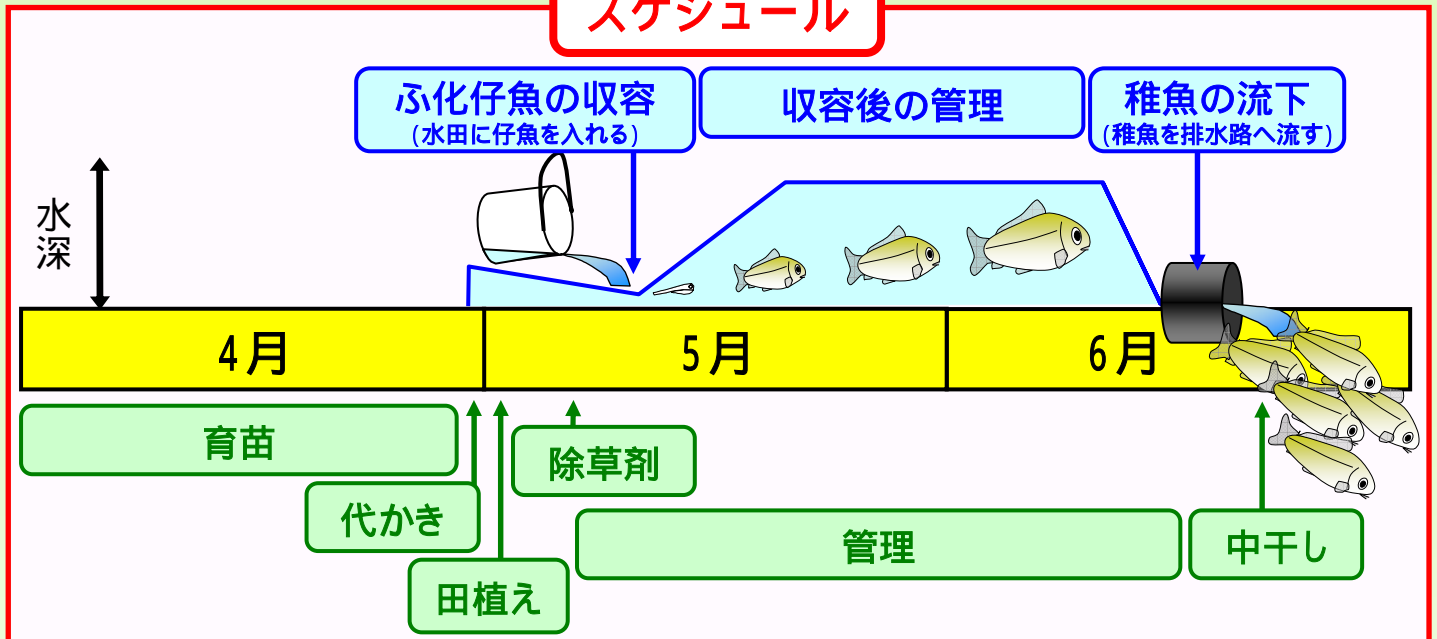 スケジュール
ふ化仔魚の収容
(水田に仔魚を入れる)
収容後の管理
稚魚の流下
(稚魚を排水路へ流す)
水深
4月
5月
6月
育苗
代かき
田植え
除草剤
管理
中干し